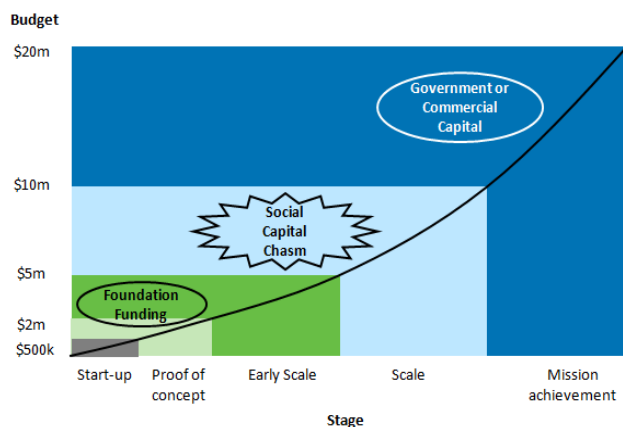 Budget
$20m
Government or
Commercial
Capital
$10m
Social
Capital
Chasm
$5m
Foundation
Funding
$2m
$500k
Start-up
Proof of
concept
Early Scale
Scale
Mission
achievement
Stage